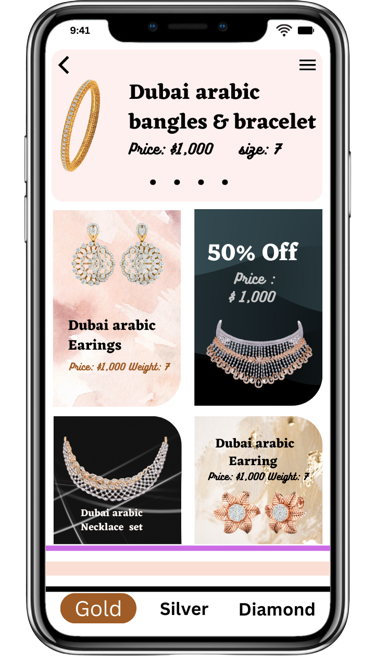 9:41
Dubai arabic
bangles & bracelet
Price: $1,000 size: 7
Dubai arabic
Earings
Price: $1,000 Weight: 7
50% Off
Price :
$ 1,000
Dubai arabic
Necklace set
Dubai arabic
Earring
Price: $1,000 Weight: 7
Gold
Silver
Diamond